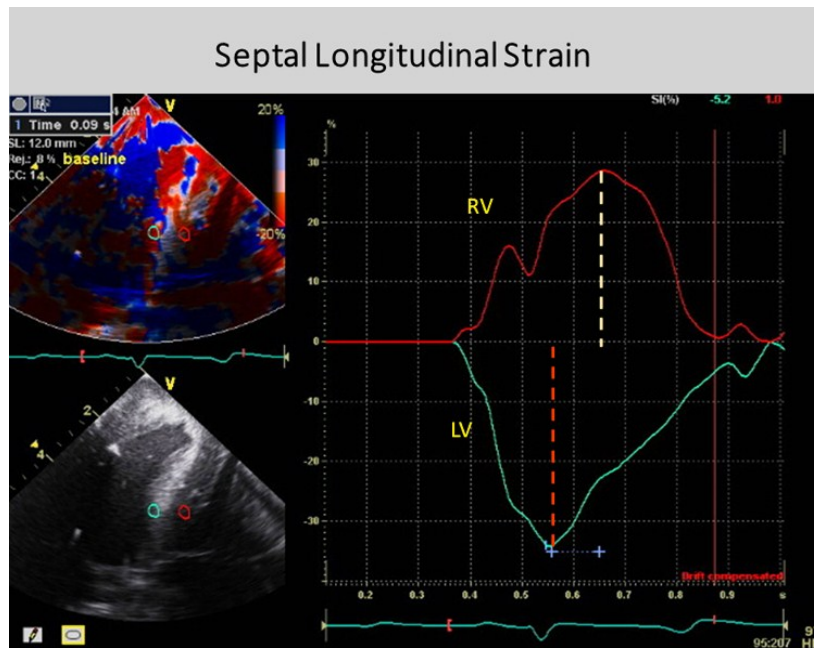 Septal Longitudinal Strain
SI(%) -5.2 1.0
V
1 Time 0.09 s
SL: 12.0 mm
Rej.: 8 % baseline
CC: 1
4
20%
-20%
V
2
4
%
30
20
10
0
-10
-20
-30
RV
LV
Drift compensated
0.2 0.3 0.4 0.5 0.6 0.7 0.8 0.9 s
95:207